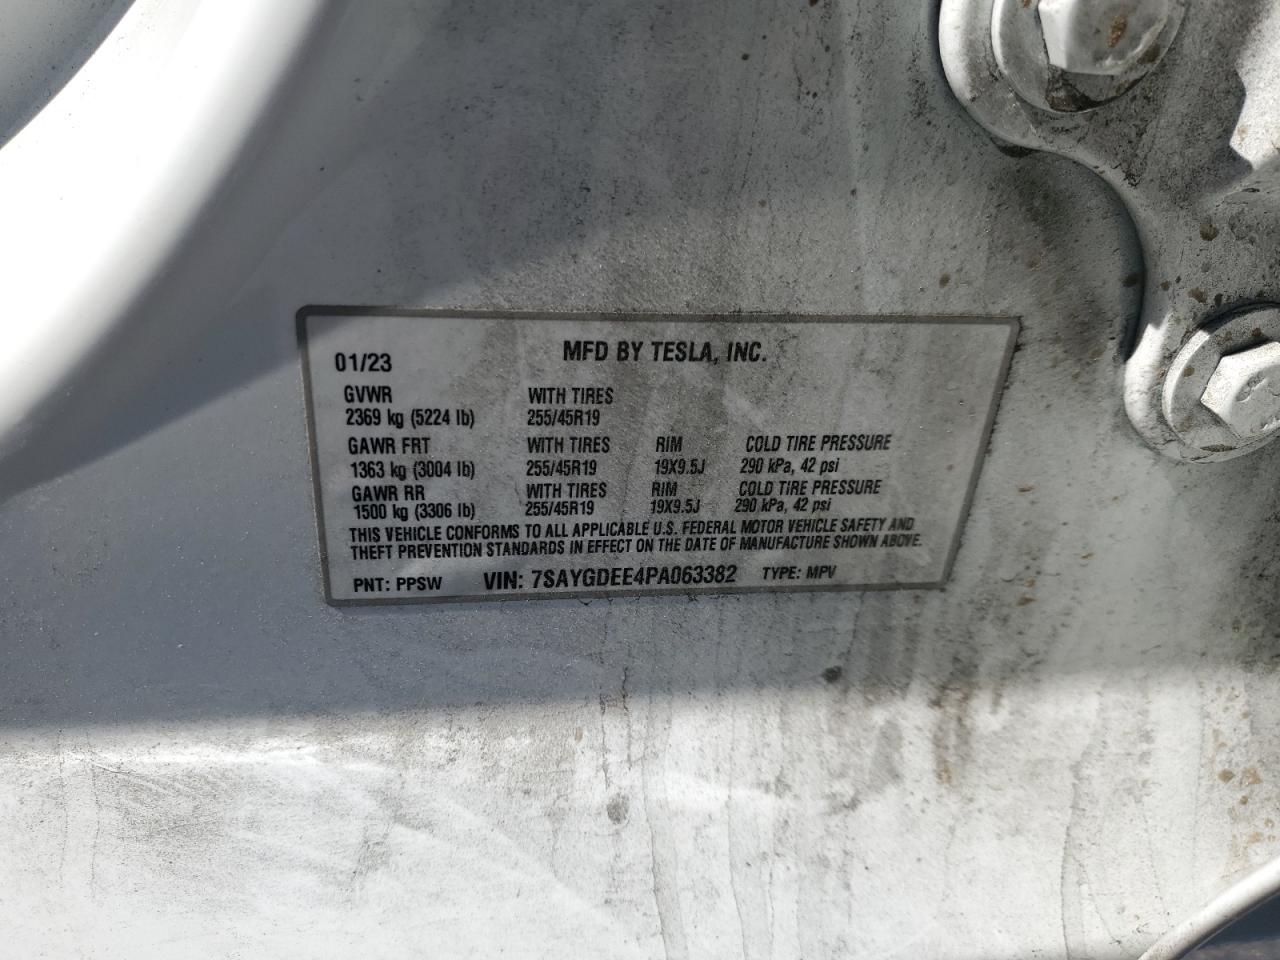 01/23 MFD BY TESLA, INC.
GVWR WITH TIRES
2369 kg (5224 lb) 255/45R19
GAWR FRT WITH TIRES RIM COLD TIRE PRESSURE
1363 kg (3004 lb) 255/45R19 19X9.5J 290 kPa, 42 psi
GAWR RR WITH TIRES RIM COLD TIRE PRESSURE
1500 kg (3306 lb) 255/45R19 19X9.5J 290 kPa, 42 psi
THIS VEHICLE CONFORMS TO ALL APPLICABLE U.S. FEDERAL MOTOR VEHICLE SAFETY AND
THEFT PREVENTION STANDARDS IN EFFECT ON THE DATE OF MANUFACTURE SHOWN ABOVE.
PNT: PPSW VIN: 7SAYGDEE4PA063382 TYPE: MPV